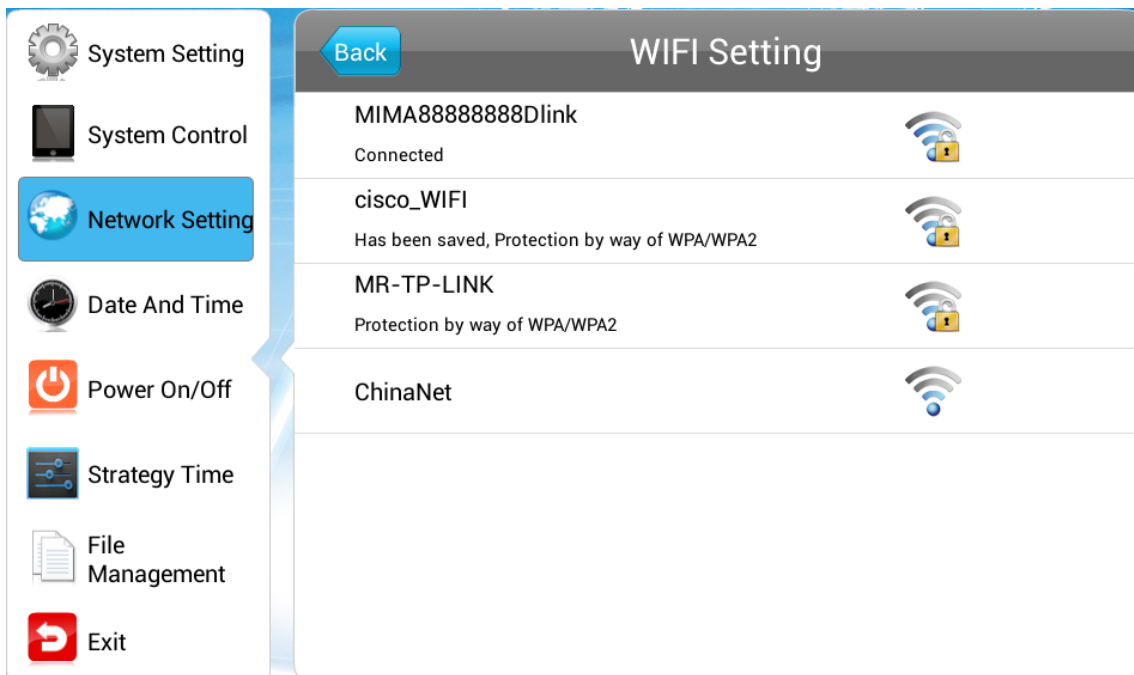 System Setting
System Control
Network Setting
Date And Time
Power On/Off
Strategy Time
File
Management
Exit
Back
WIFI Setting
MIMA88888888Dlink
Connected
cisco_WIFI
Has been saved, Protection by way of WPA/WPA2
MR-TP-LINK
Protection by way of WPA/WPA2
ChinaNet